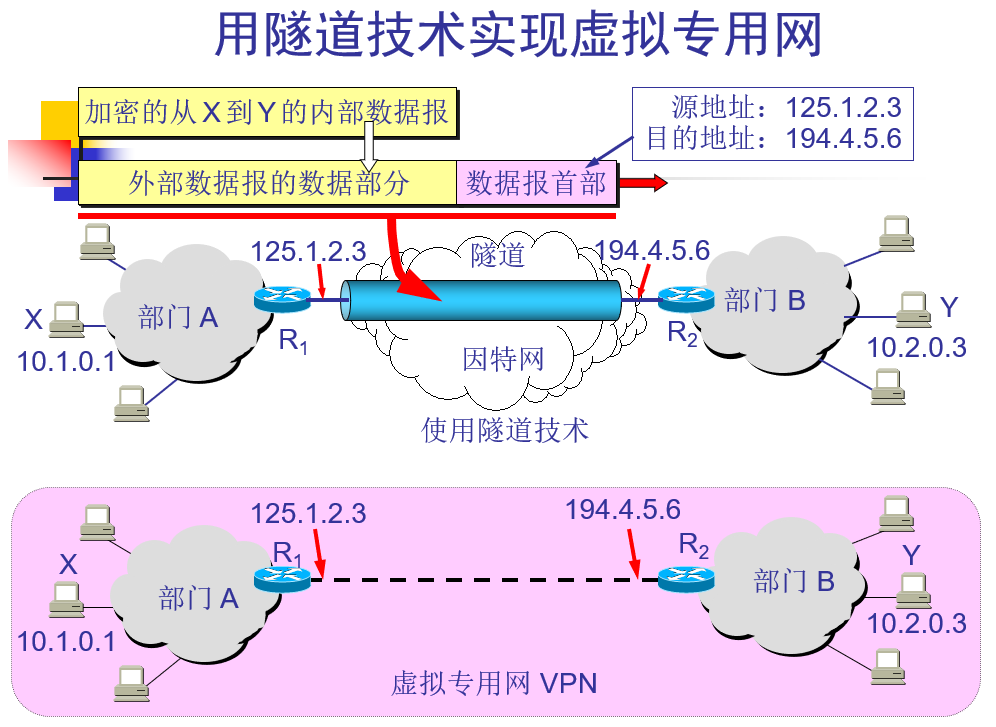 用隧道技术实现虚拟专用网
加密的从 X 到 Y 的内部数据报
源地址：125.1.2.3
目的地址：194.4.5.6
外部数据报的数据部分
数据报首部
125.1.2.3
隧道
194.4.5.6
X
部门 A
R1
部门 B
Y
10.1.0.1
R2
10.2.0.3
因特网
使用隧道技术
125.1.2.3
194.4.5.6
X
R1
R2
Y
部门 A
部门 B
10.1.0.1
10.2.0.3
虚拟专用网 VPN